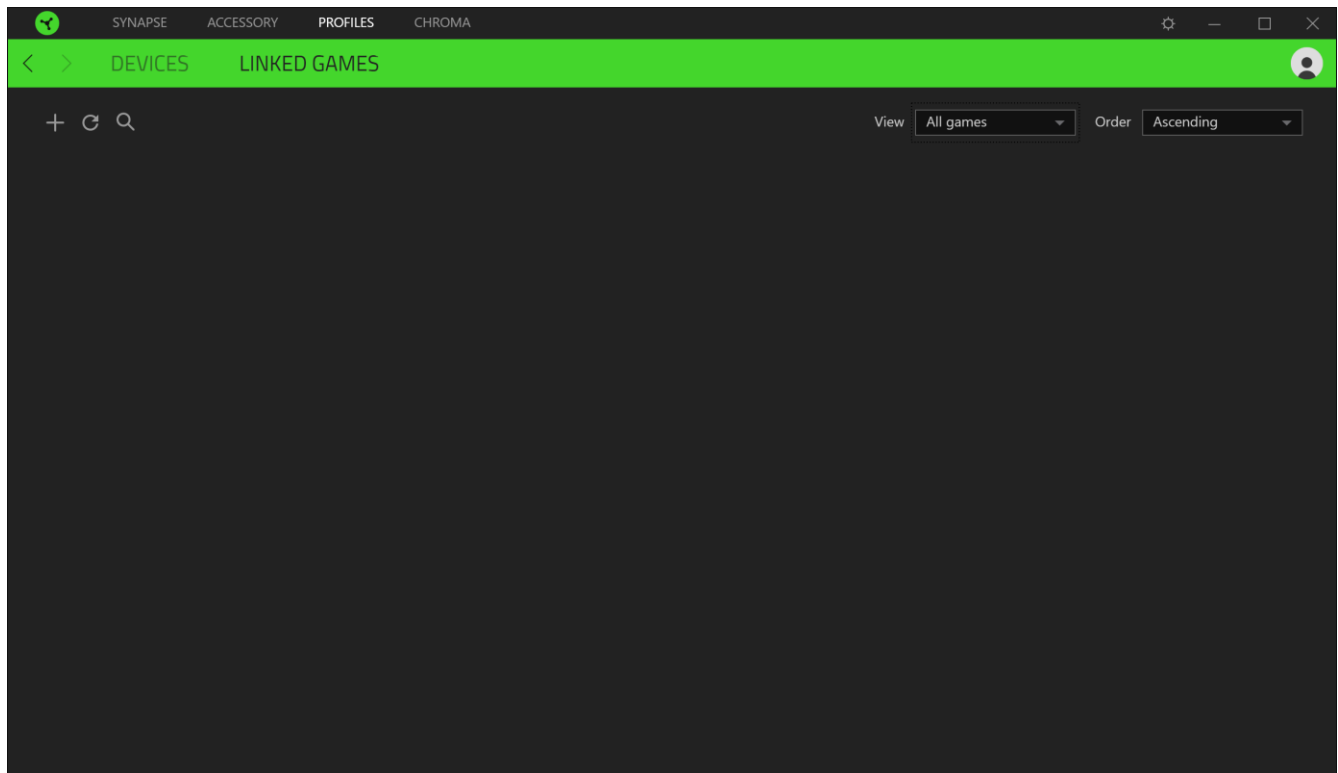 SYNAPSE ACCESSORY PROFILES CHROMA
DEVICES LINKED GAMES
View All games Order Ascending